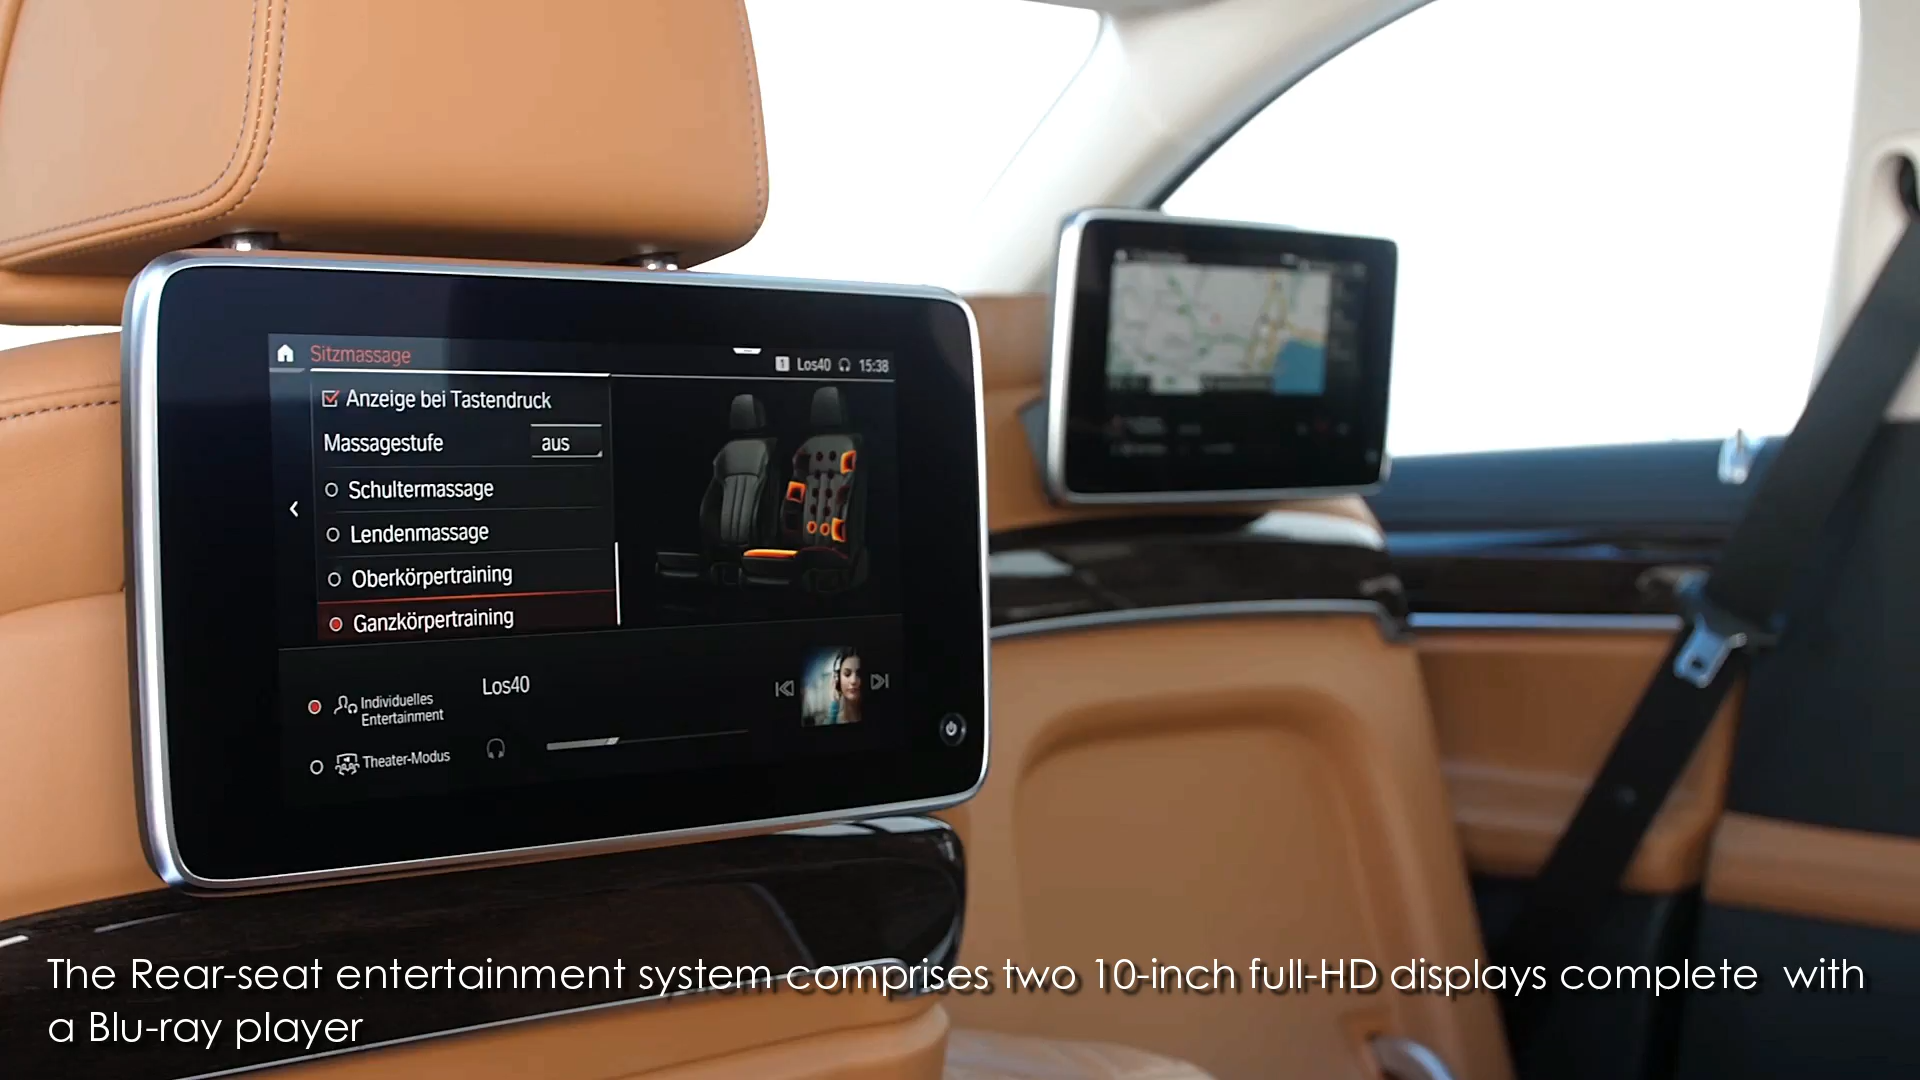 Sitzmassage
1 Los40 15:38
Anzeige bei Tastendruck
Massagestufe aus
Schultermassage
Lendenmassage
Oberkörpertraining
Ganzkörpertraining
Individuelles
Entertainment
Los40
Theater-Modus
The Rear-seat entertainment system comprises two 10-inch full-HD displays complete with
a Blu-ray player